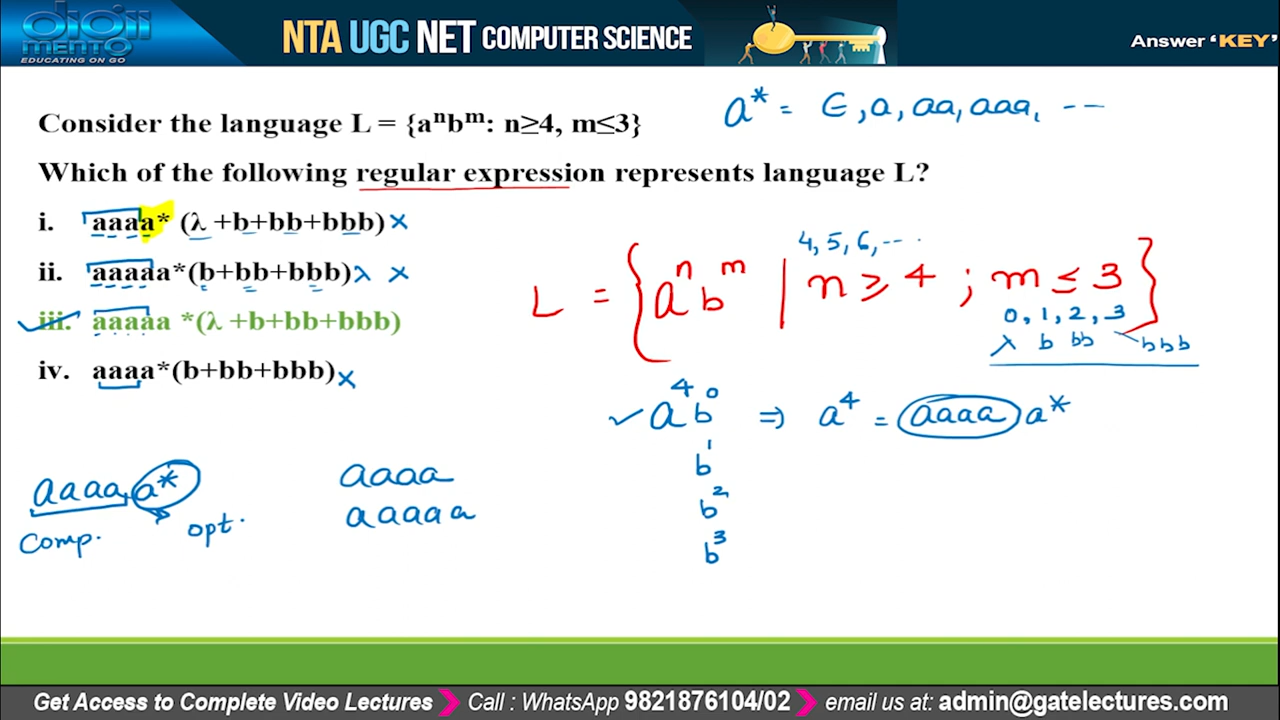 diDii
MENTO
EDUCATING ON GO
NTA UGC NET COMPUTER SCIENCE
Answer ‘KEY’
Consider the language L = {aⁿbᵐ: n≥4, m≤3}
Which of the following regular expression represents language L?
i. aaaa* (λ +b+bb+bbb) ×
ii. aaaaa*(b+bb+bbb)λ ×
iii. aaaaa *(λ +b+bb+bbb)
iv. aaaa*(b+bb+bbb) ×
a* = ∈, a, aa, aaa, --
4, 5, 6, ---
L = {aⁿbᵐ | n ≥ 4 ; m ≤ 3}
0, 1, 2, 3
λ b bb bbb
✓ a⁴b⁰ ⇒ a⁴ = aaaa a*
b¹
b²
b³
aaaa a*
comp. opt.
aaaa
aaaaa
Get Access to Complete Video Lectures Call : WhatsApp 9821876104/02 email us at: admin@gatelectures.com